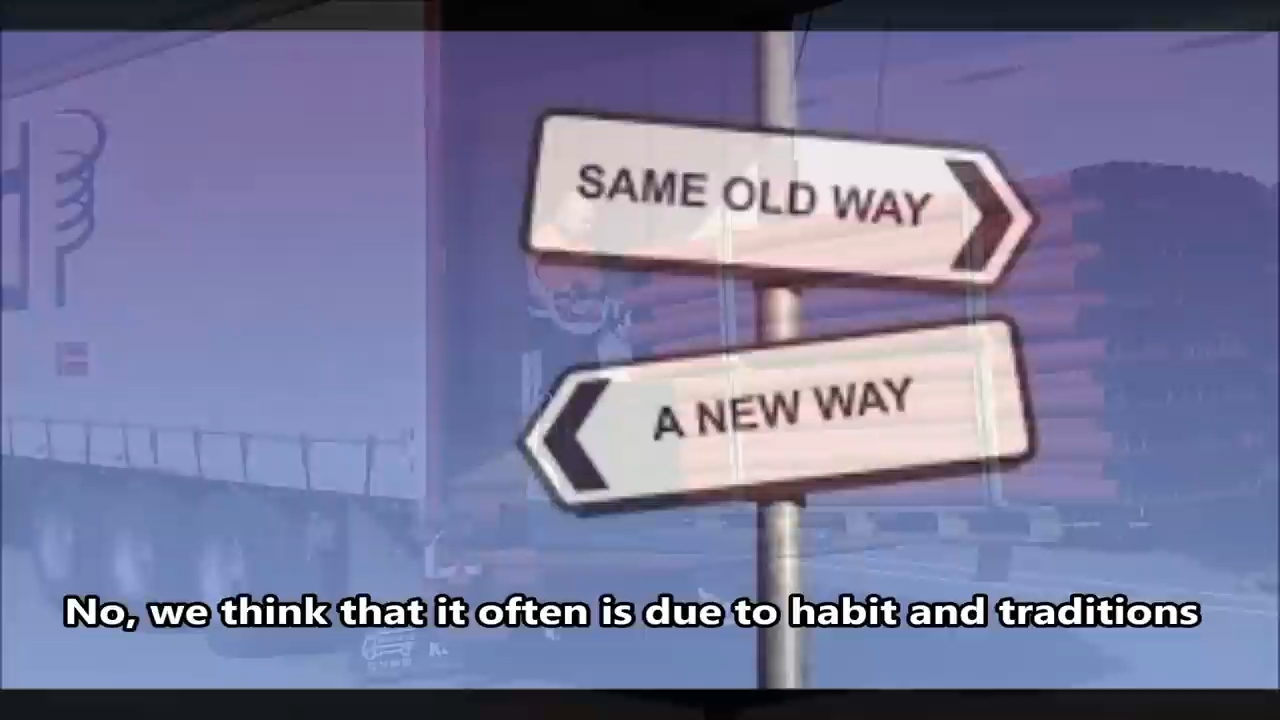 SAME OLD WAY
A NEW WAY
No, we think that it often is due to habit and traditions